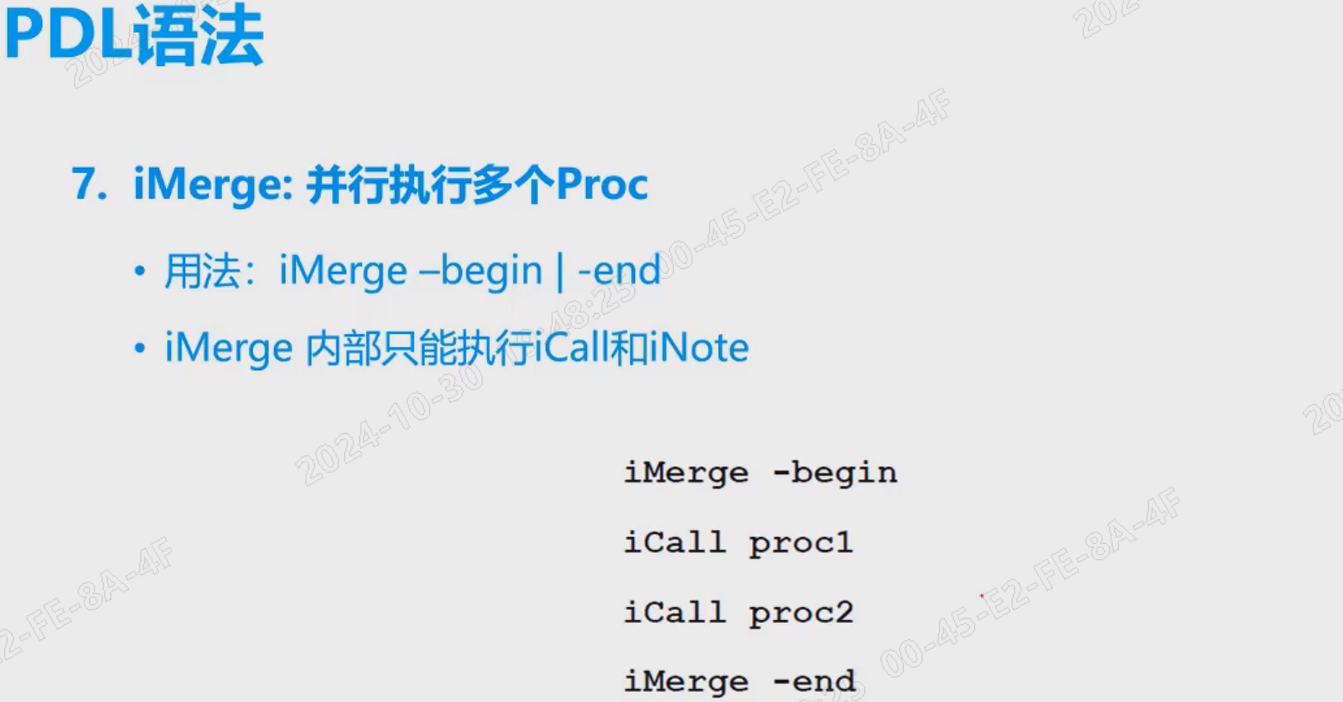 PDL语法
7. iMerge: 并行执行多个Proc
• 用法：iMerge –begin | -end
• iMerge 内部只能执行iCall和iNote
iMerge -begin
iCall proc1
iCall proc2
iMerge -end
2024-10-30 19:48:25 00-45-E2-FE-8A-4F